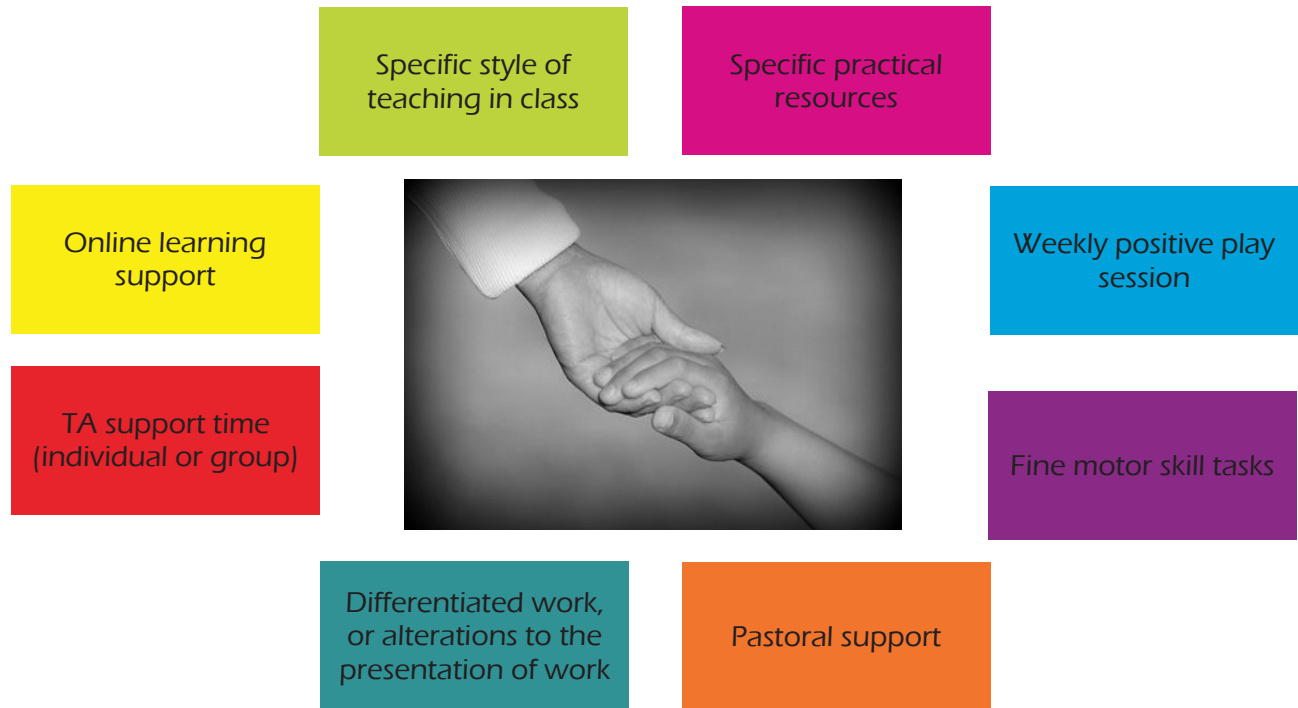 Specific style of
teaching in class
Specific practical
resources
Online learning
support
Weekly positive play
session
TA support time
(individual or group)
Fine motor skill tasks
Differentiated work,
or alterations to the
presentation of work
Pastoral support